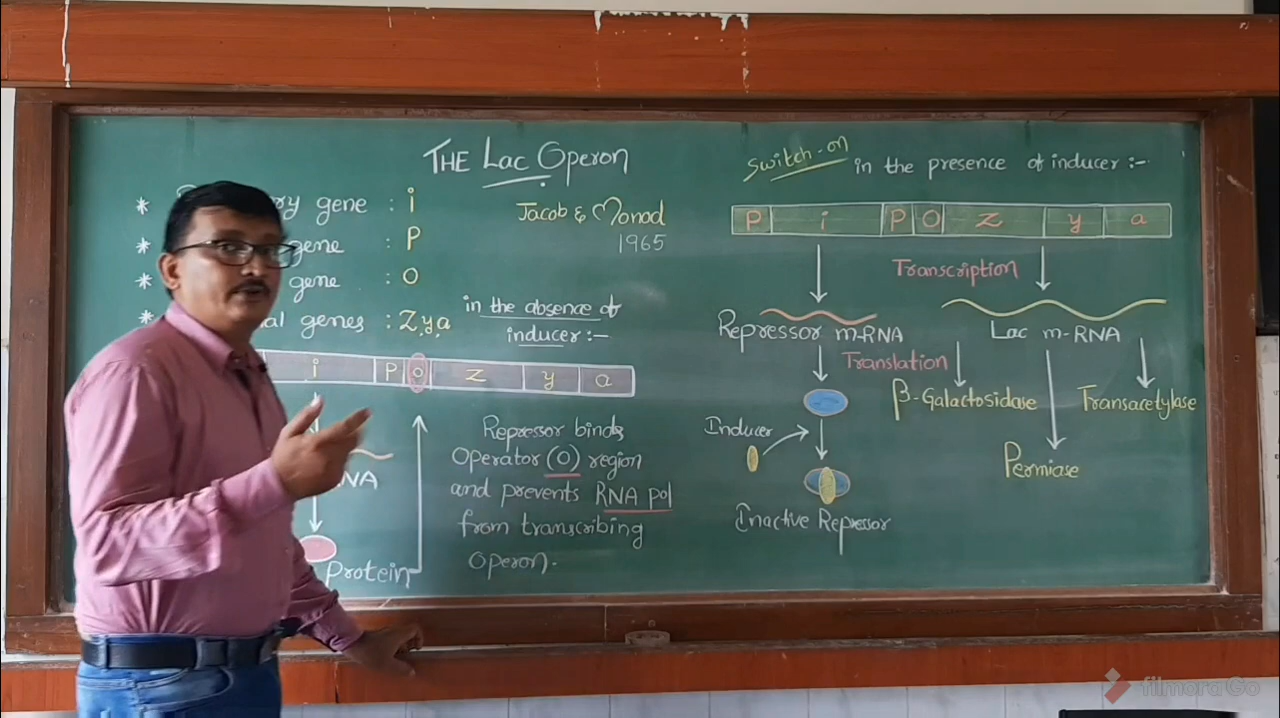 THE Lac Operon
* ry gene : i
* gene : P
* gene : O
* al genes : Z,y,a
Jacob & Monod
1965
in the absence of
inducer :-
i P O Z y a
NA
Protein
Repressor binds
Operator (O) region
and prevents RNA pol
from transcribing
Operon.
Switch-on in the presence of inducer :-
P i P O Z y a
Transcription
Repressor m-RNA
Lac m-RNA
Translation
β-Galactosidase
Transacetylase
Permiase
Inducer
Inactive Repressor
filmoraGo